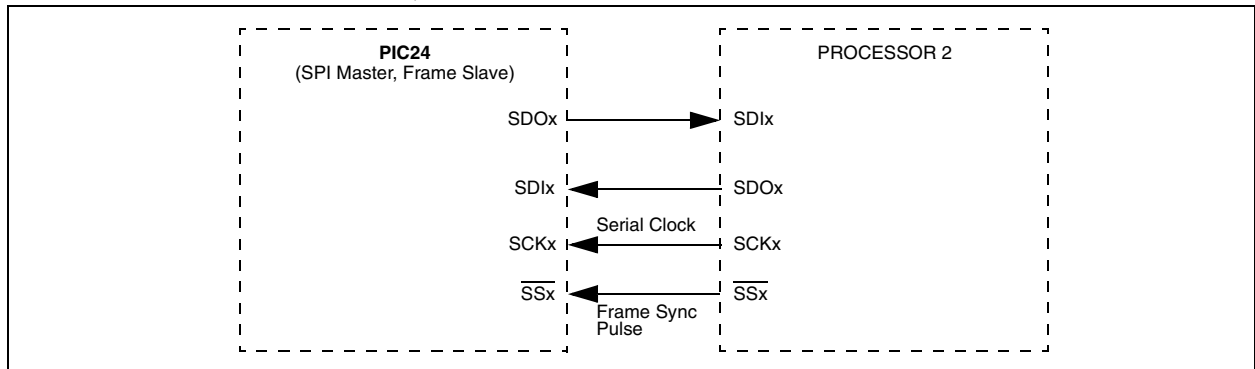 PIC24
(SPI Master, Frame Slave)
PROCESSOR 2
SDOx
SDIx
SDIx
SDOx
Serial Clock
SCKx
SCKx
SSx
SSx
Frame Sync
Pulse